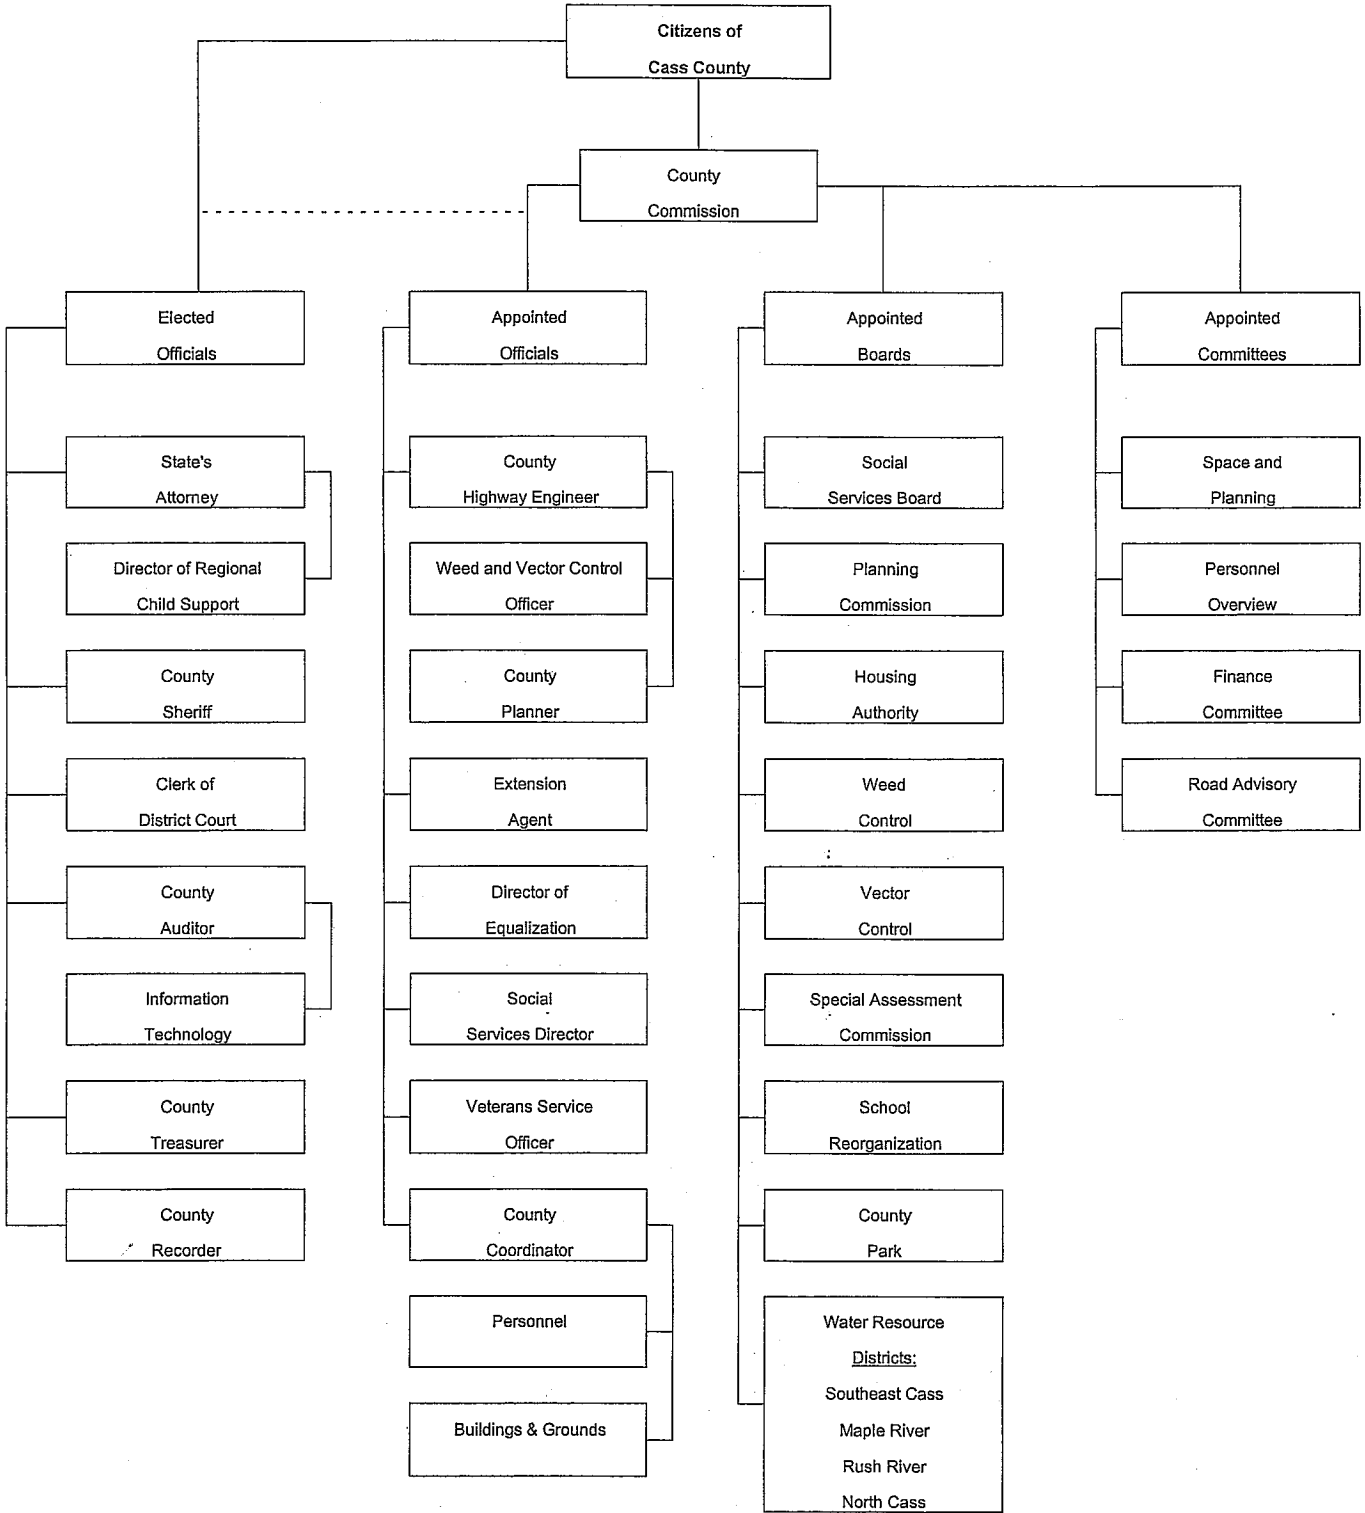 Citizens of
Cass County
County
Commission
Elected
Officials
State's
Attorney
Director of Regional
Child Support
County
Sheriff
Clerk of
District Court
County
Auditor
Information
Technology
County
Treasurer
County
Recorder
Appointed
Officials
County
Highway Engineer
Weed and Vector Control
Officer
County
Planner
Extension
Agent
Director of
Equalization
Social
Services Director
Veterans Service
Officer
County
Coordinator
Personnel
Buildings & Grounds
Appointed
Boards
Social
Services Board
Planning
Commission
Housing
Authority
Weed
Control
Vector
Control
Special Assessment
Commission
School
Reorganization
County
Park
Water Resource
Districts:
Southeast Cass
Maple River
Rush River
North Cass
Appointed
Committees
Space and
Planning
Personnel
Overview
Finance
Committee
Road Advisory
Committee